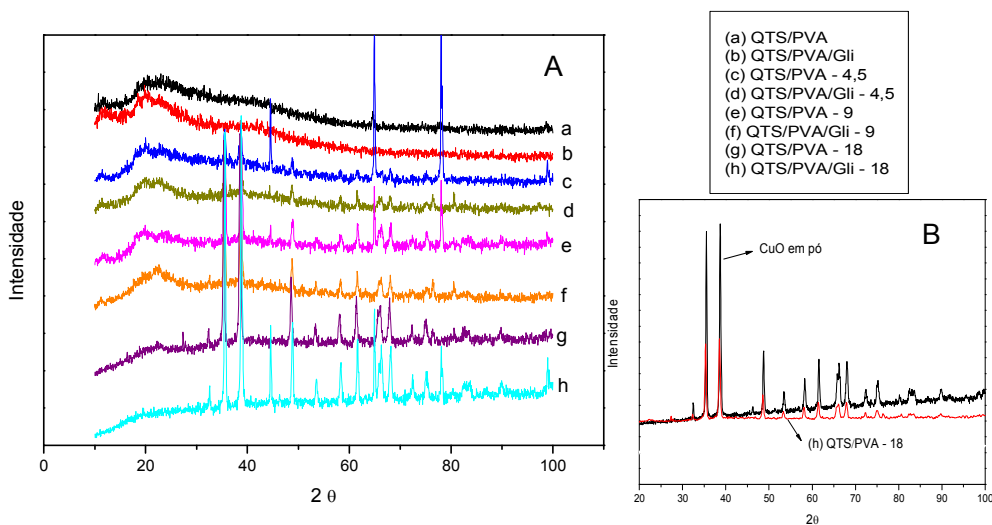 A
Intensidade
a
b
c
d
e
f
g
h
0
20
40
60
80
100
2 θ
(a) QTS/PVA
(b) QTS/PVA/Gli
(c) QTS/PVA - 4,5
(d) QTS/PVA/Gli - 4,5
(e) QTS/PVA - 9
(f) QTS/PVA/Gli - 9
(g) QTS/PVA - 18
(h) QTS/PVA/Gli - 18
B
CuO em pó
Intensidade
(h) QTS/PVA - 18
20
30
40
50
60
70
80
90
100
2θ